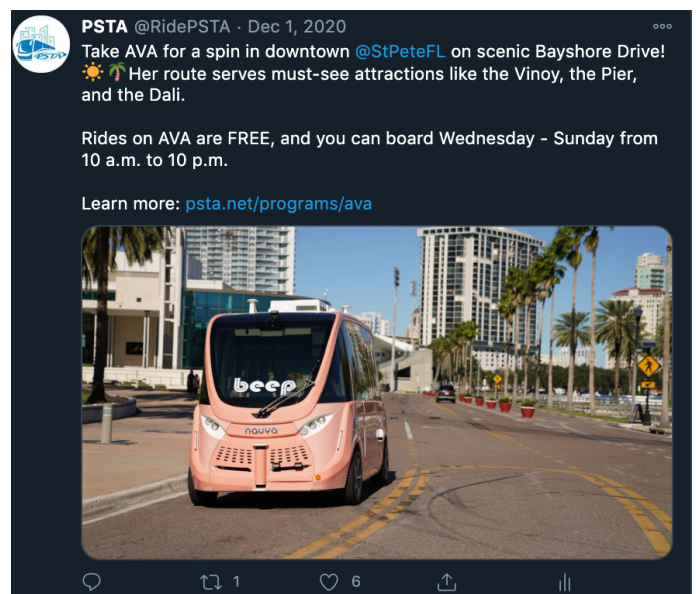 PSTA @RidePSTA · Dec 1, 2020
Take AVA for a spin in downtown @StPeteFL on scenic Bayshore Drive!
☀️🌴Her route serves must-see attractions like the Vinoy, the Pier,
and the Dali.
Rides on AVA are FREE, and you can board Wednesday - Sunday from
10 a.m. to 10 p.m.
Learn more: psta.net/programs/ava
PSTA
beep
NAVYA
1 6